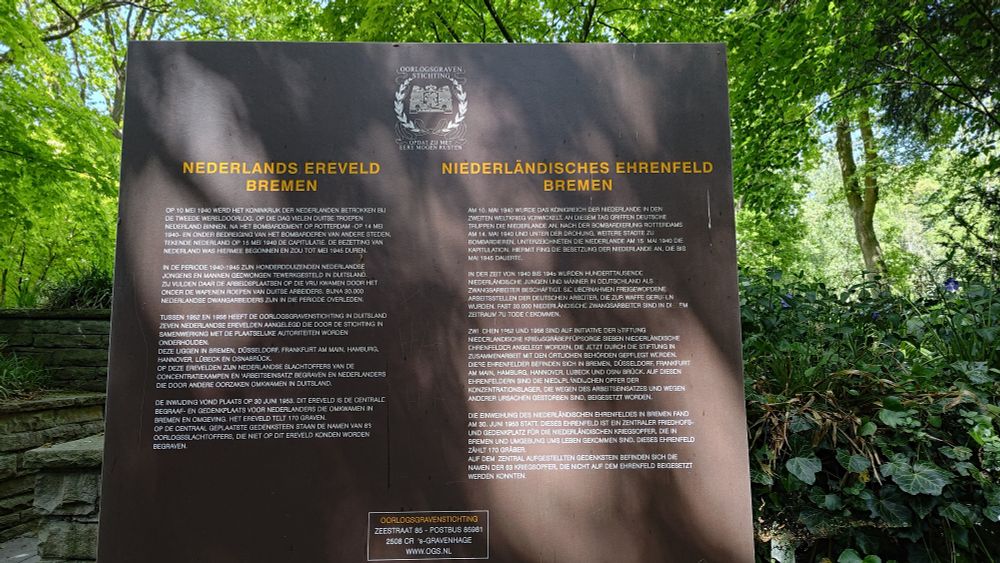 OORLOGSGRAVEN
STICHTING
OPDAT ZIJ MET
EERE MOGEN RUSTEN
NEDERLANDS EREVELD
BREMEN
OP 10 MEI 1940 WERD HET KONINKRIJK DER NEDERLANDEN BETROKKEN BIJ
DE TWEEDE WERELDOORLOG. OP DIE DAG VIELEN DUITSE TROEPEN
NEDERLAND BINNEN. NA HET BOMBARDEMENT OP ROTTERDAM -OP 14 MEI
1940- EN ONDER BEDREIGING VAN HET BOMBARDEREN VAN ANDERE STEDEN,
TEKENDE NEDERLAND OP 15 MEI 1940 DE CAPITULATIE. DE BEZETTING VAN
NEDERLAND WAS HIERMEE BEGONNEN EN ZOU TOT MEI 1945 DUREN.
IN DE PERIODE 1940-1945 ZIJN HONDERDDUIZENDEN NEDERLANDSE
JONGENS EN MANNEN GEDWONGEN TEWERKGESTELD IN DUITSLAND.
ZIJ VULDEN DAAR DE ARBEIDSPLAATSEN OP DIE VRIJ KWAMEN DOOR HET
ONDER DE WAPENEN ROEPEN VAN DUITSE ARBEIDERS. BIJNA 30.000
NEDERLANDSE DWANGARBEIDERS ZIJN IN DIE PERIODE OVERLEDEN.
TUSSEN 1952 EN 1956 HEEFT DE OORLOGSGRAVENSTICHTING IN DUITSLAND
ZEVEN NEDERLANDSE EREVELDEN AANGELEGD DIE DOOR DE STICHTING IN
SAMENWERKING MET DE PLAATSELIJKE AUTORITEITEN WORDEN
ONDERHOUDEN.
DEZE LIGGEN IN BREMEN, DÜSSELDORF, FRANKFURT AM MAIN, HAMBURG,
HANNOVER, LÜBECK EN OSNABRÜCK.
OP DEZE EREVELDEN ZIJN NEDERLANDSE SLACHTOFFERS VAN DE
CONCENTRATIEKAMPEN EN 'ARBEITSEINSATZ' BEGRAVEN EN NEDERLANDERS
DIE DOOR ANDERE OORZAKEN OMKWAMEN IN DUITSLAND.
DE INWIJDING VOND PLAATS OP 30 JUNI 1953. DIT EREVELD IS DE CENTRALE
BEGRAAF- EN GEDENKPLAATS VOOR NEDERLANDERS DIE OMKWAMEN IN
BREMEN EN OMGEVING. HET EREVELD TELT 170 GRAVEN.
OP DE CENTRAAL GEPLAATSTE GEDENKSTEEN STAAN DE NAMEN VAN 63
OORLOGSSLACHTOFFERS, DIE NIET OP DIT EREVELD KONDEN WORDEN
BEGRAVEN.
NIEDERLÄNDISCHES EHRENFELD
BREMEN
AM 10. MAI 1940 WURDE DAS KÖNIGREICH DER NIEDERLANDE IN DEN
ZWEITEN WELTKRIEG VERWICKELT. AN DIESEM TAG GRIFFEN DEUTSCHE
TRUPPEN DIE NIEDERLANDE AN. NACH DER BOMBARDIERUNG ROTTERDAMS
AM 14. MAI 1940 UND UNTER DER DROHUNG, WEITERE STÄDTE ZU
BOMBARDIEREN, UNTERZEICHNETEN DIE NIEDERLANDE AM 15. MAI 1940 DIE
KAPITULATION. HIERMIT FING DIE BESETZUNG DER NIEDERLANDE AN, DIE BIS
MAI 1945 DAUERTE.
IN DER ZEIT VON 1940 BIS 1945 WURDEN HUNDERTTAUSENDE
NIEDERLÄNDISCHE JUNGEN UND MÄNNER IN DEUTSCHLAND ALS
ZWANGSARBEITER BESCHÄFTIGT. SIE ÜBERNAHMEN FREIGEWORDENE
ARBEITSSTELLEN DER DEUTSCHEN ARBEITER, DIE ZUR WAFFE GERUFEN
WURDEN. FAST 30.000 NIEDERLÄNDISCHE ZWANGSARBEITER SIND IN DIESEM
ZEITRAUM ZU TODE GEKOMMEN.
ZWISCHEN 1952 UND 1956 SIND AUF INITIATIVE DER STIFTUNG
NIEDERLÄNDISCHE KRIEGSGRÄBERFÜRSORGE SIEBEN NIEDERLÄNDISCHE
EHRENFELDER ANGELEGT WORDEN, DIE JETZT DURCH DIE STIFTUNG IN
ZUSAMMENARBEIT MIT DEN ÖRTLICHEN BEHÖRDEN GEPFLEGT WÜRDEN.
DIESE EHRENFELDER BEFINDEN SICH IN BREMEN, DÜSSELDORF, FRANKFURT
AM MAIN, HAMBURG, HANNOVER, LÜBECK UND OSNABRÜCK. AUF DIESEN
EHRENFELDERN SIND DIE NIEDERLÄNDISCHEN OPFER DER
KONZENTRATIONSLAGER, DIE WEGEN DES ARBEITSEINSATZES UND WEGEN
ANDERER URSACHEN GESTORBEN SIND, BEIGESETZT WORDEN.
DIE EINWEIHUNG DES NIEDERLÄNDISCHEN EHRENFELDES IN BREMEN FAND
AM 30. JUNI 1953 STATT. DIESES EHRENFELD IST EIN ZENTRALER FRIEDHOFS-
UND GEDENKPLATZ FÜR DIE NIEDERLÄNDISCHEN KRIEGSOPFER, DIE IN
BREMEN UND UMGEBUNG UMS LEBEN GEKOMMEN SIND. DIESES EHRENFELD
ZÄHLT 170 GRÄBER.
AUF DEM ZENTRAL AUFGESTELLTEN GEDENKSTEIN BEFINDEN SICH DIE
NAMEN DER 63 KRIEGSOPFER, DIE NICHT AUF DEM EHRENFELD BEIGESETZT
WERDEN KONNTEN.
OORLOGSGRAVENSTICHTING
ZEESTRAAT 85 - POSTBUS 85981
2508 CR 's-GRAVENHAGE
WWW.OGS.NL